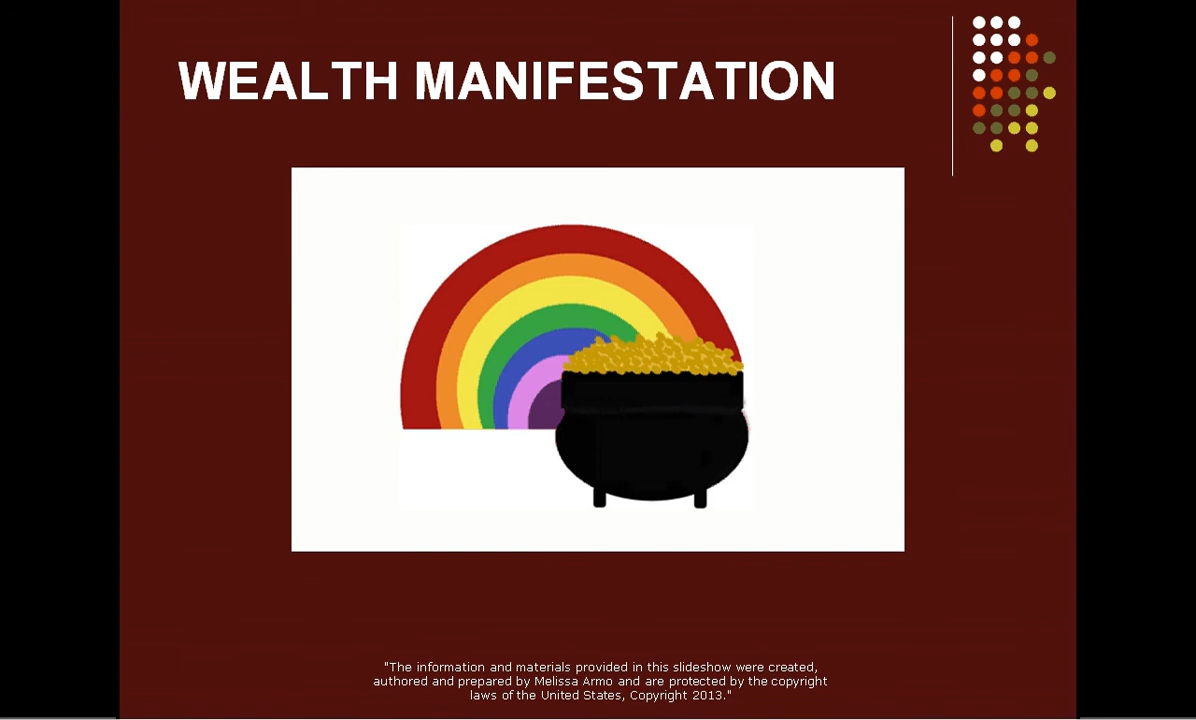 WEALTH MANIFESTATION
"The information and materials provided in this slideshow were created,
authored and prepared by Melissa Armo and are protected by the copyright
laws of the United States, Copyright 2013."